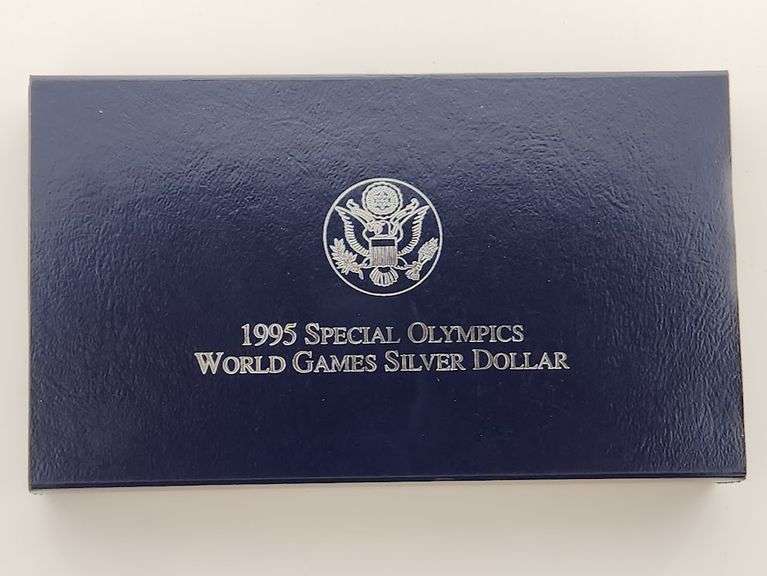 1995 SPECIAL OLYMPICS
WORLD GAMES SILVER DOLLAR